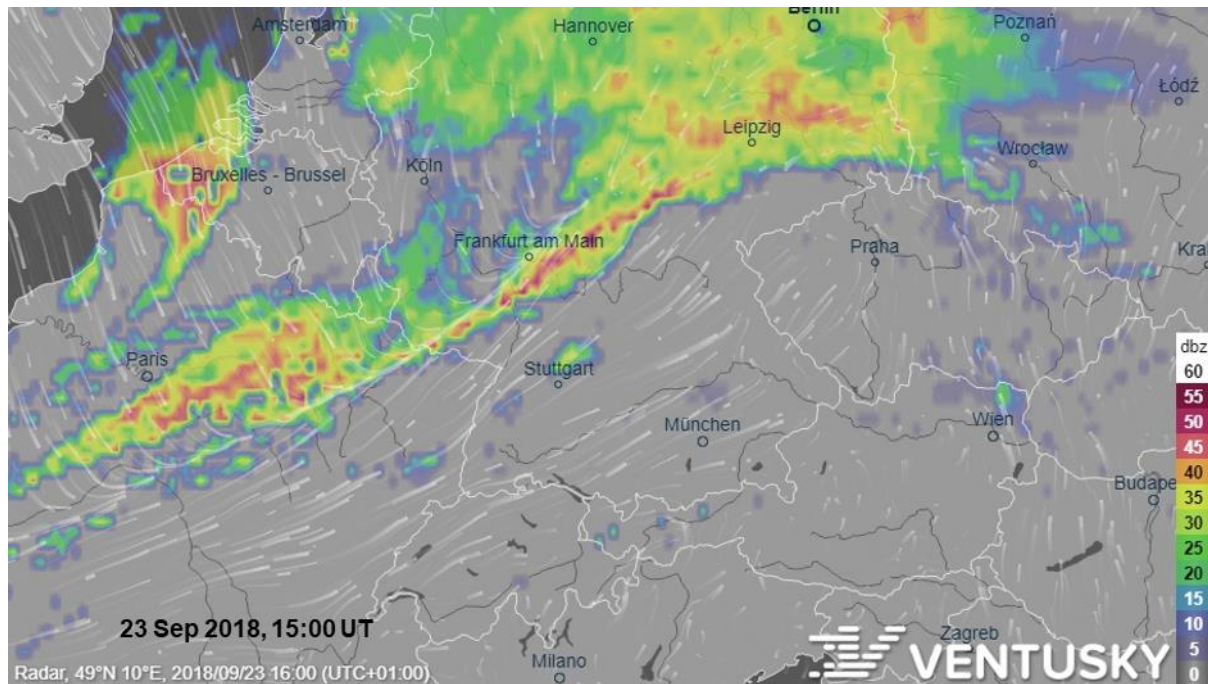 Amsterdam
Hannover
Berlin
Poznań
Łódź
Leipzig
Wrocław
Köln
Bruxelles - Brussel
Frankfurt am Main
Praha
Kra
Paris
Stuttgart
dbz
60
55
50
45
40
35
30
25
20
15
10
5
0
München
Wien
Budape
23 Sep 2018, 15:00 UT
Zagreb
Milano
Radar, 49°N 10°E, 2018/09/23 16:00 (UTC+01:00)
VENTUSKY